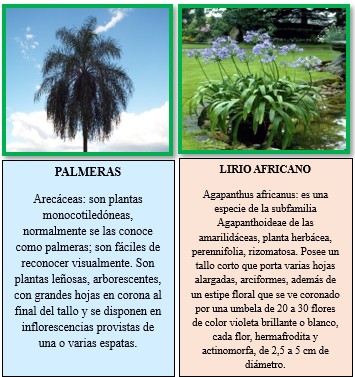 PALMERAS
Arecáceas: son plantas
monocotiledóneas,
normalmente se las conoce
como palmeras; son fáciles de
reconocer visualmente. Son
plantas leñosas, arborescentes,
con grandes hojas en corona al
final del tallo y se disponen en
inflorescencias provistas de
una o varias espatas.
LIRIO AFRICANO
Agapanthus africanus: es una
especie de la subfamilia
Agapanthoideae de las
amarilidáceas, planta herbácea,
perennifolia, rizomatosa. Posee un
tallo corto que porta varias hojas
alargadas, arciformes, además de
un estipe floral que se ve coronado
por una umbela de 20 a 30 flores
de color violeta brillante o blanco,
cada flor, hermafrodita y
actinomorfa, de 2,5 a 5 cm de
diámetro.